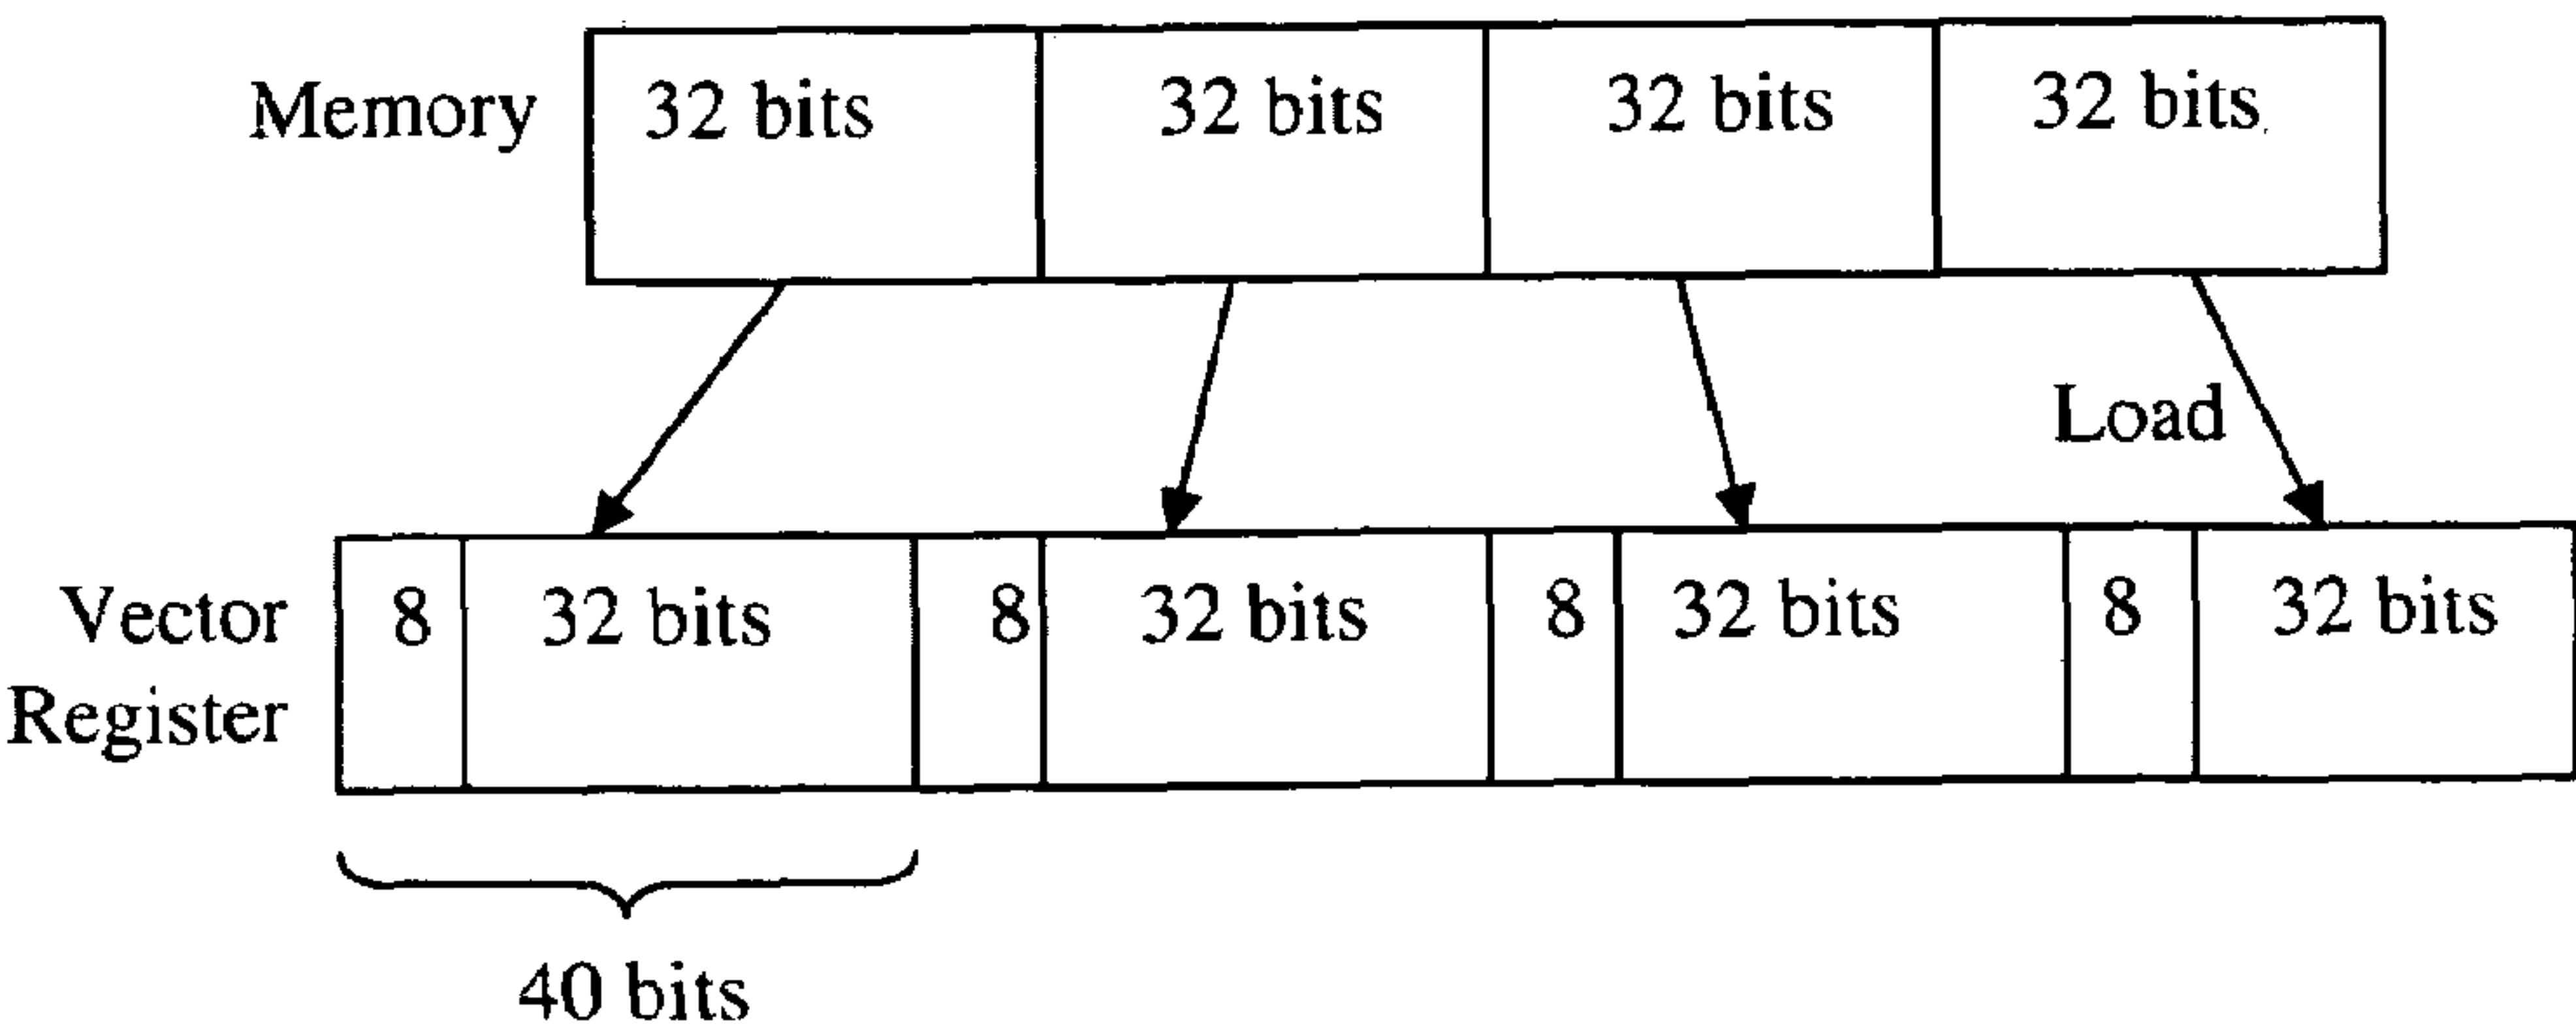 Memory 32 bits 32 bits 32 bits 32 bits
Load
Vector Register 8 32 bits 8 32 bits 8 32 bits 8 32 bits
40 bits